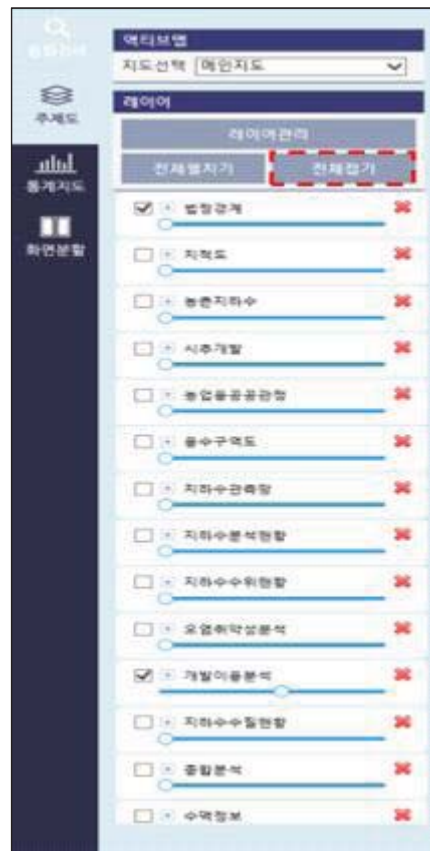 통합검색
주제도
통계지도
화면분할
액티브맵
지도선택 메인지도
레이어
레이어관리
전체펼치기 전체접기
법정경계
지적도
농촌지하수
시추개발
농업용공공관정
용수구역도
지하수관측망
지하수분석현황
지하수수위현황
오염취약성분석
개발이용분석
지하수수질현황
종합분석
수맥정보